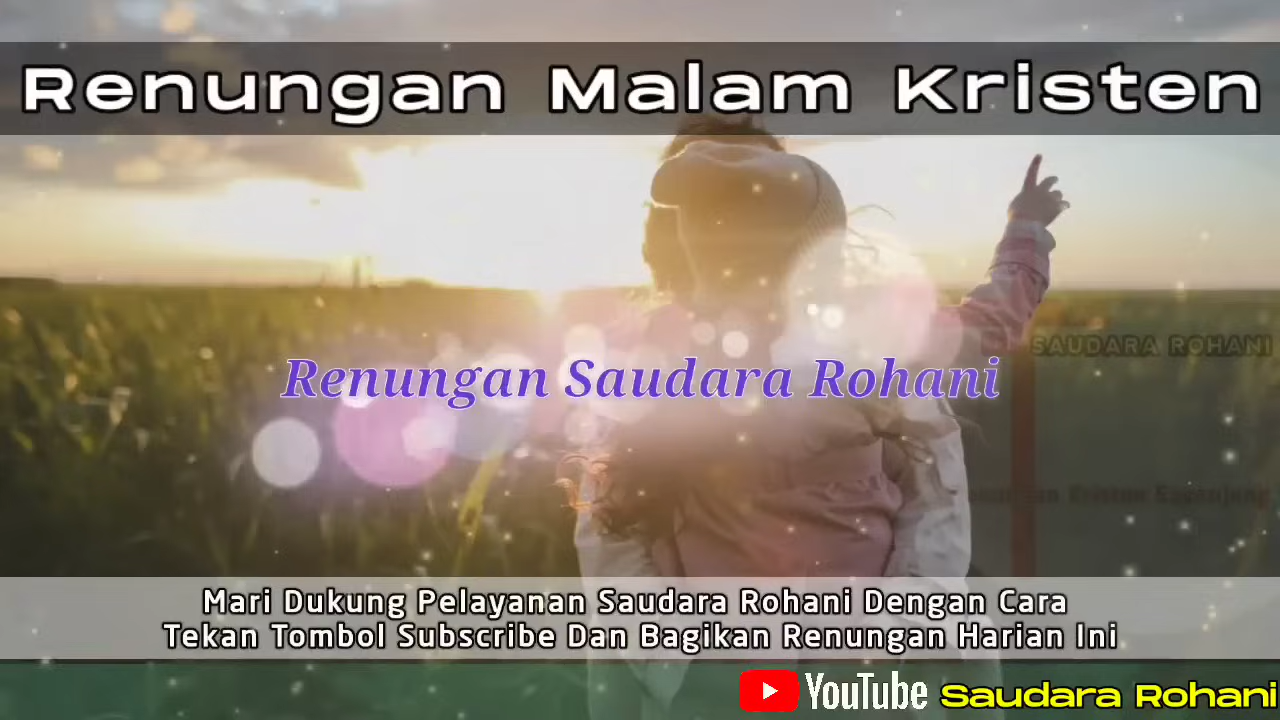 Renungan Malam Kristen
SAUDARA ROHANI
Renungan Saudara Rohani
Mari Dukung Pelayanan Saudara Rohani Dengan Cara
Tekan Tombol Subscribe Dan Bagikan Renungan Harian Ini
YouTube Saudara Rohani